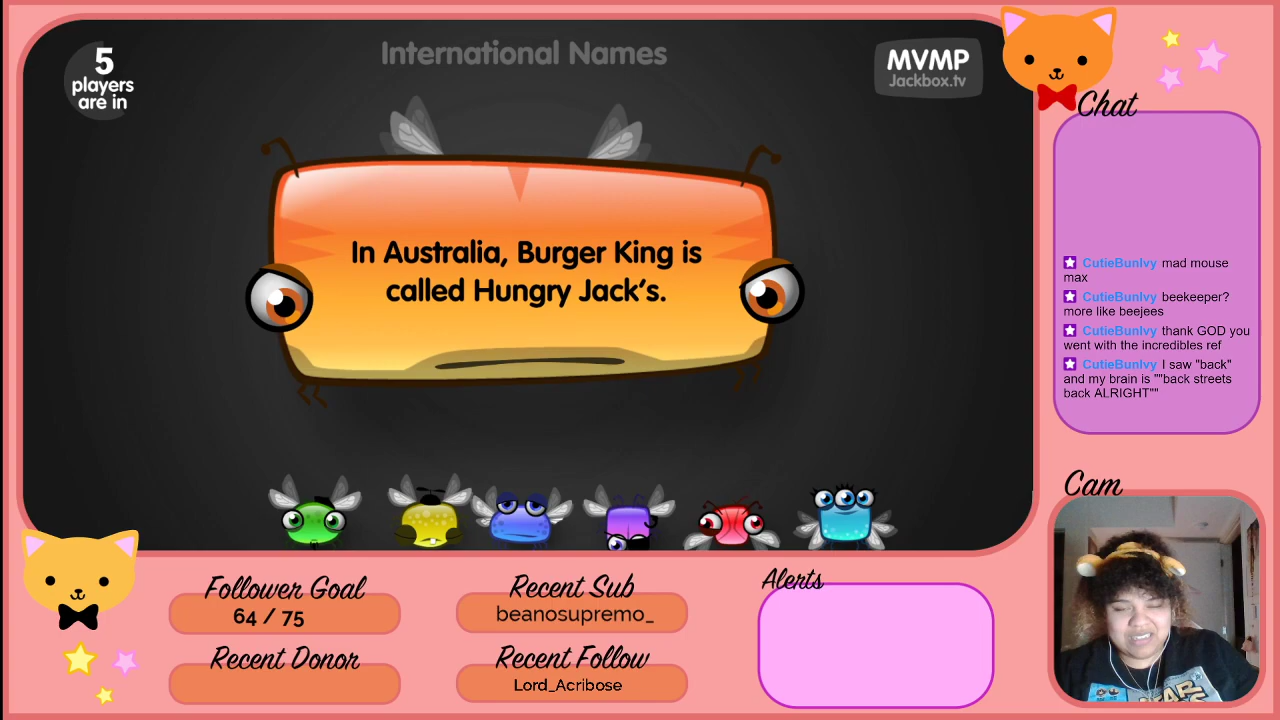 5
players
are in
International Names
MVMP
Jackbox.tv
In Australia, Burger King is
called Hungry Jack's.
Chat
CutieBunIvy mad mouse
max
CutieBunIvy beekeeper?
more like beejees
CutieBunIvy thank GOD you
went with the incredibles ref
CutieBunIvy I saw "back"
and my brain is ""back streets
back ALRIGHT""
Cam
Follower Goal
64 / 75
Recent Donor
Recent Sub
beanosupremo_
Recent Follow
Lord_Acribose
Alerts